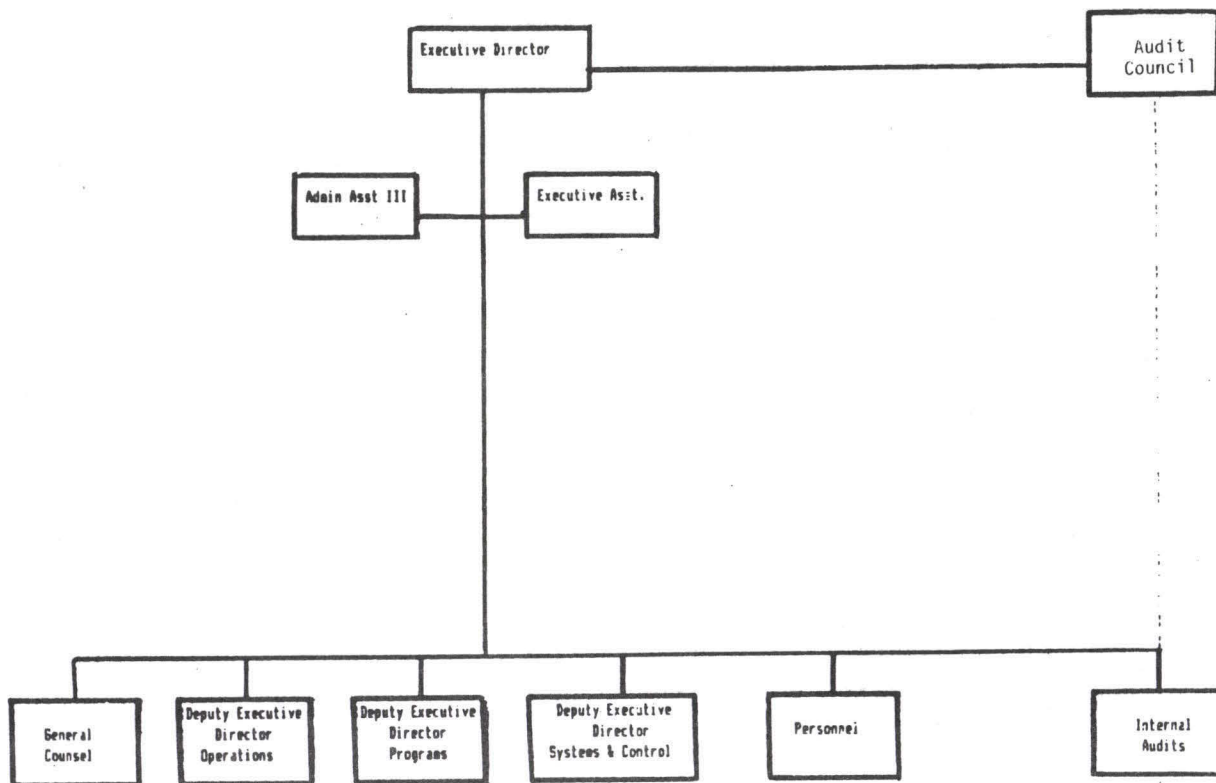 Executive Director
Audit
Council
Admin Asst III
Executive Asst.
General
Counsel
Deputy Executive
Director
Operations
Deputy Executive
Director
Programs
Deputy Executive
Director
Systems & Control
Personnel
Internal
Audits